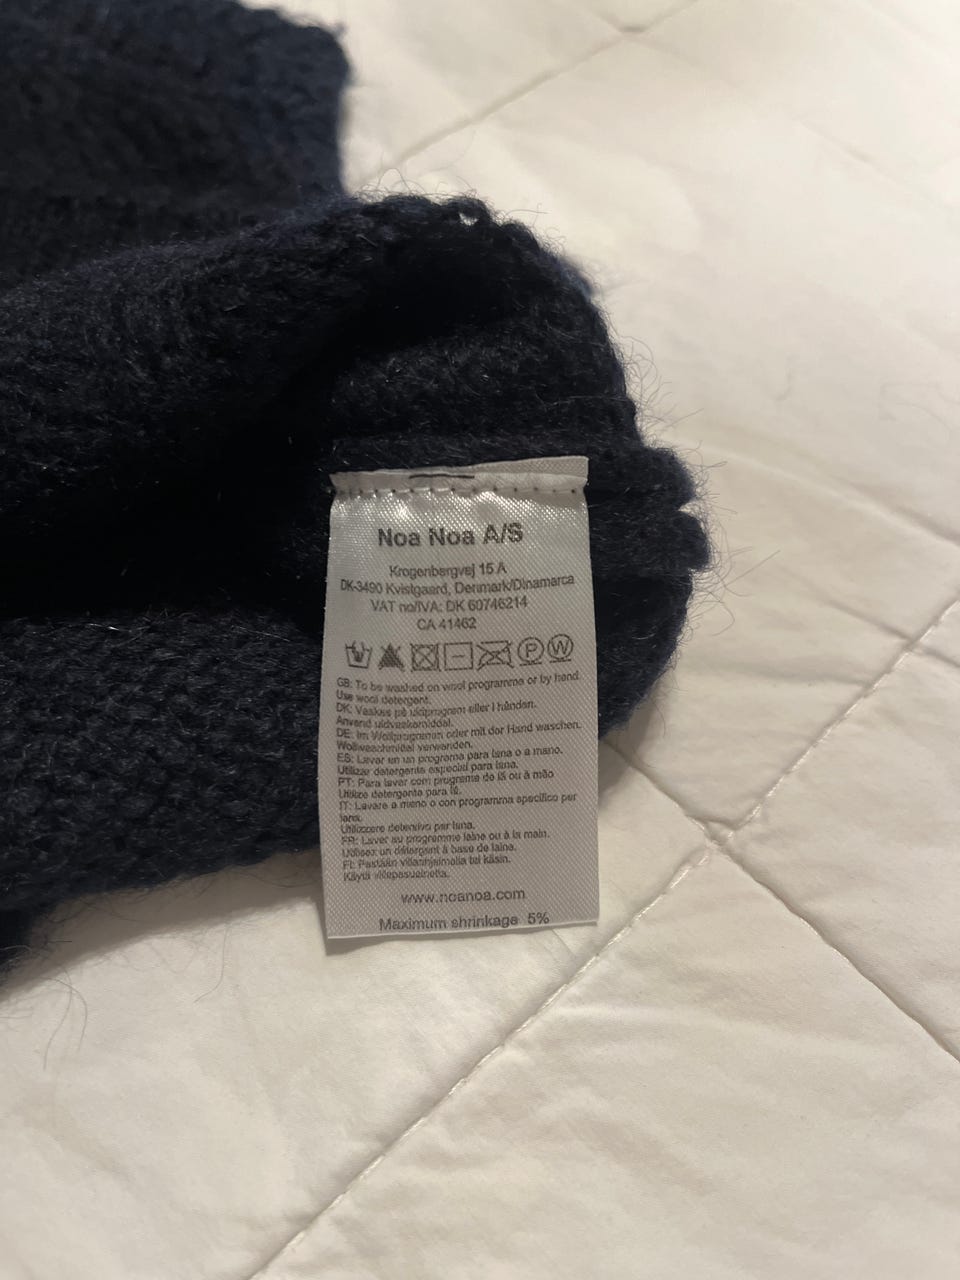 Noa Noa A/S
Krogenbergvej 15 A
DK-3490 Kvistgaard, Denmark/Dinamarca
VAT no/IVA: DK 60746214
CA 41462
P W
GB: To be washed on wool programme or by hand.
Use wool detergent.
DK: Vaskes på uldprogram eller i hånden.
Anvend uldvaskemiddel.
DE: Im Wollprogramm oder mit der Hand waschen.
Wollwaschmittel verwenden.
ES: Lavar en un programa para lana o a mano.
Utilizar detergente especial para lana.
PT: Para lavar com programa de lã ou à mão
Utilize detergente para lã.
IT: Lavare a mano o con programma specifico per
lana.
Utilizzare detersivo per lana.
FR: Laver au programme laine ou à la main.
Utilisez un détergent à base de laine.
FI: Pestään villaohjelmalla tai käsin.
Käytä villapesuainetta.
www.noanoa.com
Maximum shrinkage 5%